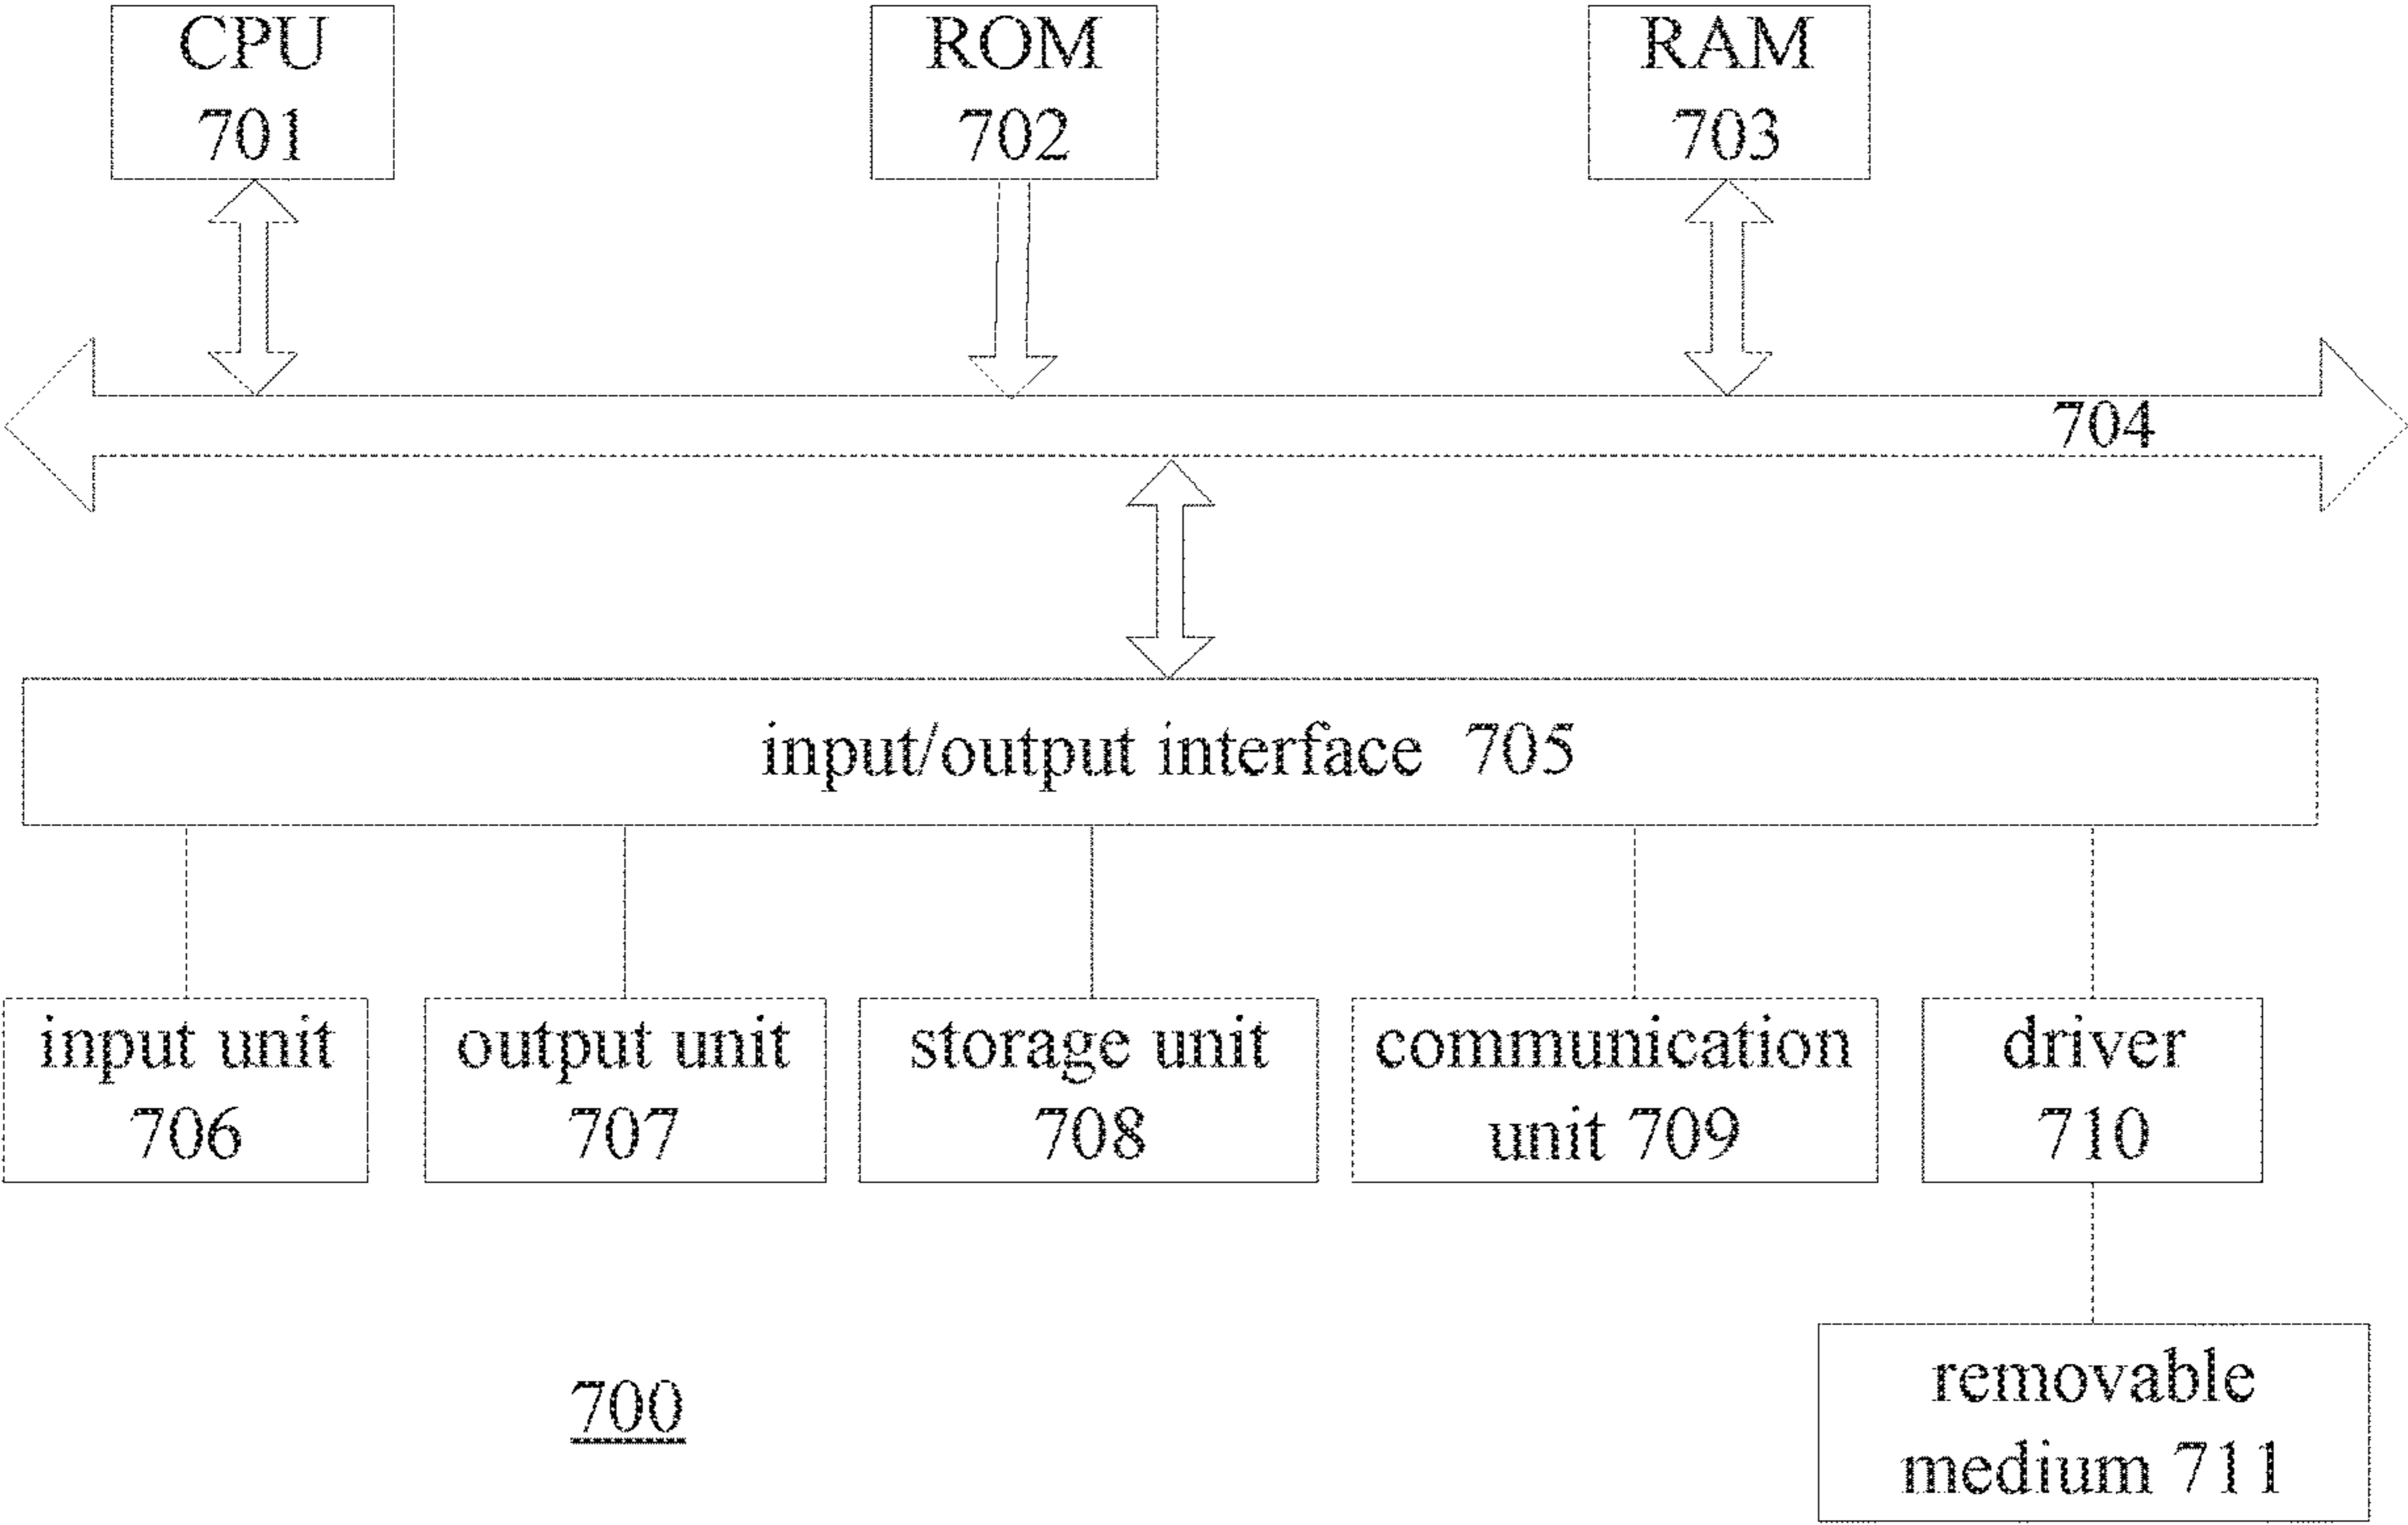 CPU
701
ROM
702
RAM
703
704
input/output interface 705
input unit
706
output unit
707
storage unit
708
communication
unit 709
driver
710
700
removable
medium 711